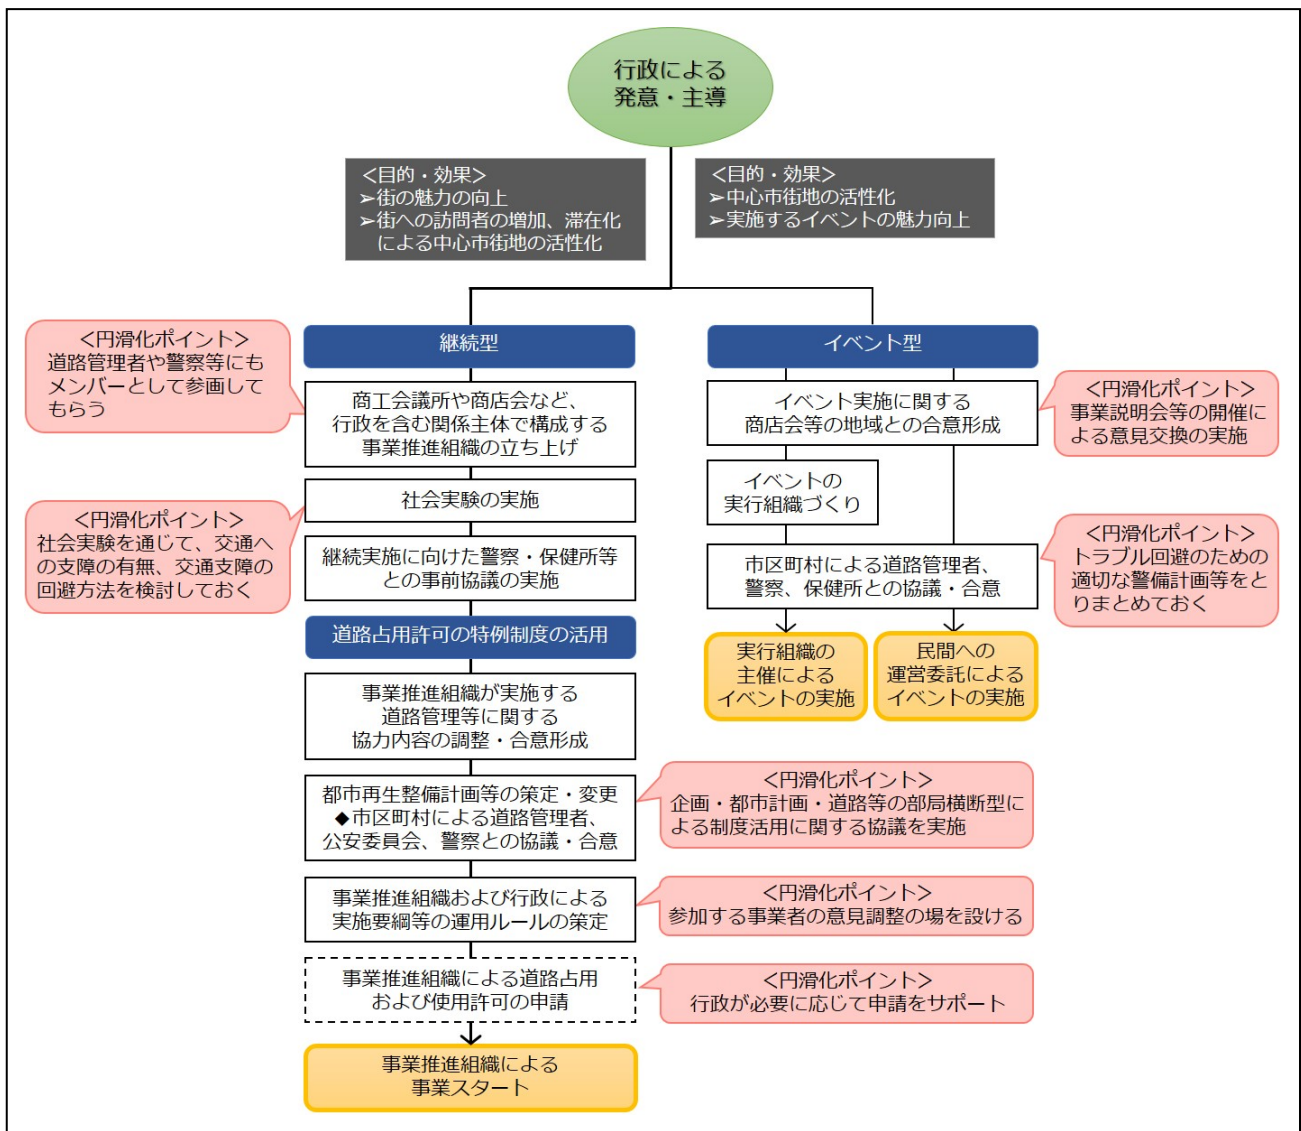 行政による
発意・主導
＜目的・効果＞
➢街の魅力の向上
➢街への訪問者の増加、滞在化
による中心市街地の活性化
＜目的・効果＞
➢中心市街地の活性化
➢実施するイベントの魅力向上
継続型
＜円滑化ポイント＞
道路管理者や警察等にも
メンバーとして参画して
もらう
商工会議所や商店会など、
行政を含む関係主体で構成する
事業推進組織の立ち上げ
社会実験の実施
＜円滑化ポイント＞
社会実験を通じて、交通へ
の支障の有無、交通支障の
回避方法を検討しておく
継続実施に向けた警察・保健所等
との事前協議の実施
道路占用許可の特例制度の活用
事業推進組織が実施する
道路管理等に関する
協力内容の調整・合意形成
都市再生整備計画等の策定・変更
◆市区町村による道路管理者、
公安委員会、警察との協議・合意
＜円滑化ポイント＞
企画・都市計画・道路等の部局横断型に
よる制度活用に関する協議を実施
事業推進組織および行政による
実施要綱等の運用ルールの策定
＜円滑化ポイント＞
参加する事業者の意見調整の場を設ける
事業推進組織による道路占用
および使用許可の申請
＜円滑化ポイント＞
行政が必要に応じて申請をサポート
事業推進組織による
事業スタート
イベント型
イベント実施に関する
商店会等の地域との合意形成
＜円滑化ポイント＞
事業説明会等の開催に
よる意見交換の実施
イベントの
実行組織づくり
市区町村による道路管理者、
警察、保健所との協議・合意
＜円滑化ポイント＞
トラブル回避のための
適切な警備計画等をと
りまとめておく
実行組織の
主催による
イベントの実施
民間への
運営委託による
イベントの実施